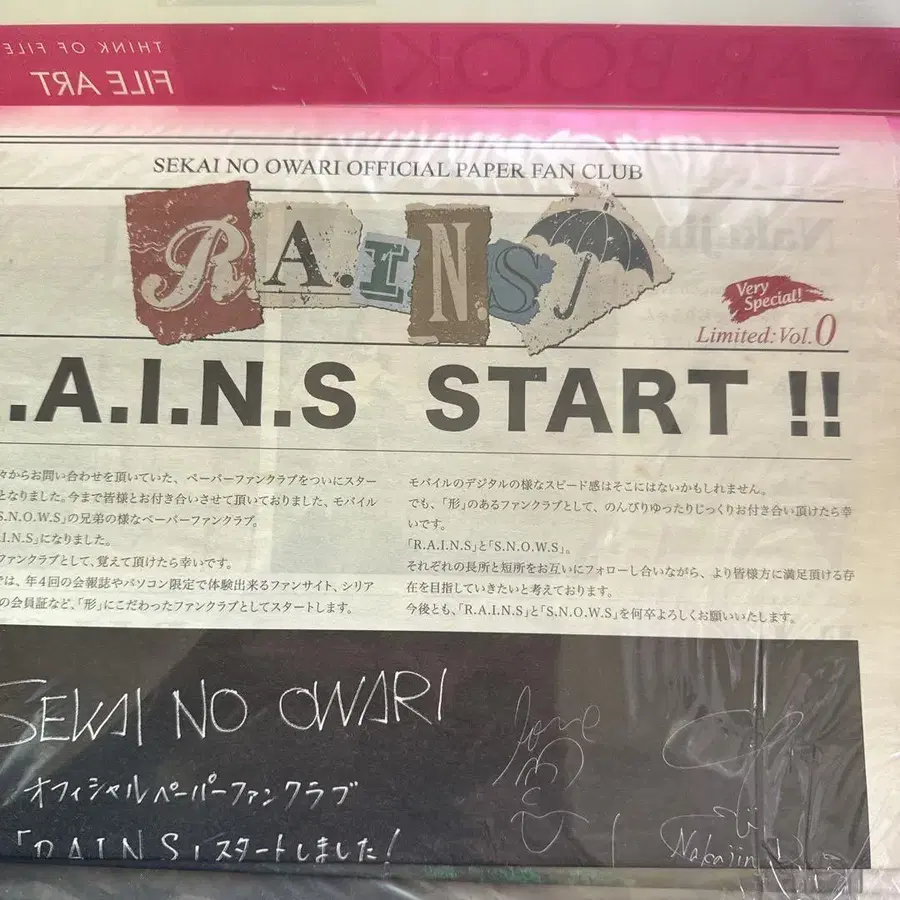 THINK OF FILE
FILE ART
SEKAI NO OWARI OFFICIAL PAPER FAN CLUB
R.A.I.N.S
Very
Special!
Limited: Vol.0
.A.I.N.S START !!
々からお問い合わせを頂いていた、ペーパーファンクラブをついにスター
となりました。今まで皆様とお付き合いさせて頂いておりました、モバイル
S.N.O.W.S」の兄弟の様なペーパーファンクラブ。
.I.N.S」になりました。
ファンクラブとして、覚えて頂けたら幸いです。
では、年4回の会報誌やパソコン限定で体験出来るファンサイト、シリア
の会員証など、「形」にこだわったファンクラブとしてスタートします。
モバイルのデジタルの様なスピード感はそこにはないかもしれません。
でも、「形」のあるファンクラブとして、のんびりゆったりじっくりお付き合い頂けたら幸
いです。
「R.A.I.N.S」と「S.N.O.W.S」。
それぞれの長所と短所をお互いにフォローし合いながら、より皆様方に満足頂ける存
在を目指していきたいと考えております。
今後とも、「R.A.I.N.S」と「S.N.O.W.S」を何卒よろしくお願いいたします。
SEKAI NO OWARI
オフィシャルペーパーファンクラブ
「RAINS」スタートしました!
love
Nakajin